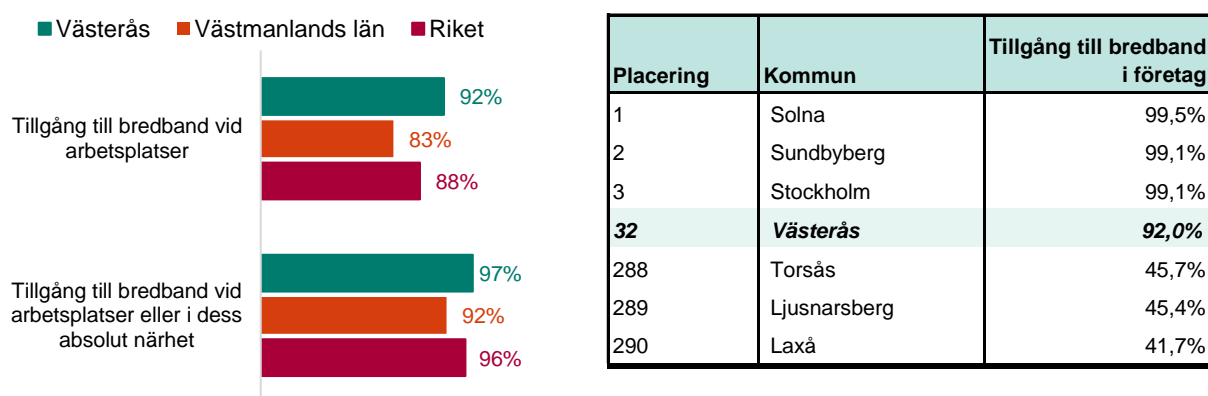 Västerås Västmanlands län Riket
Tillgång till bredband vid
arbetsplatser
92%
83%
88%
Tillgång till bredband vid
arbetsplatser eller i dess
absolut närhet
97%
92%
96%
Placering Kommun Tillgång till bredband
i företag
1 Solna 99,5%
2 Sundbyberg 99,1%
3 Stockholm 99,1%
32 Västerås 92,0%
288 Torsås 45,7%
289 Ljusnarsberg 45,4%
290 Laxå 41,7%